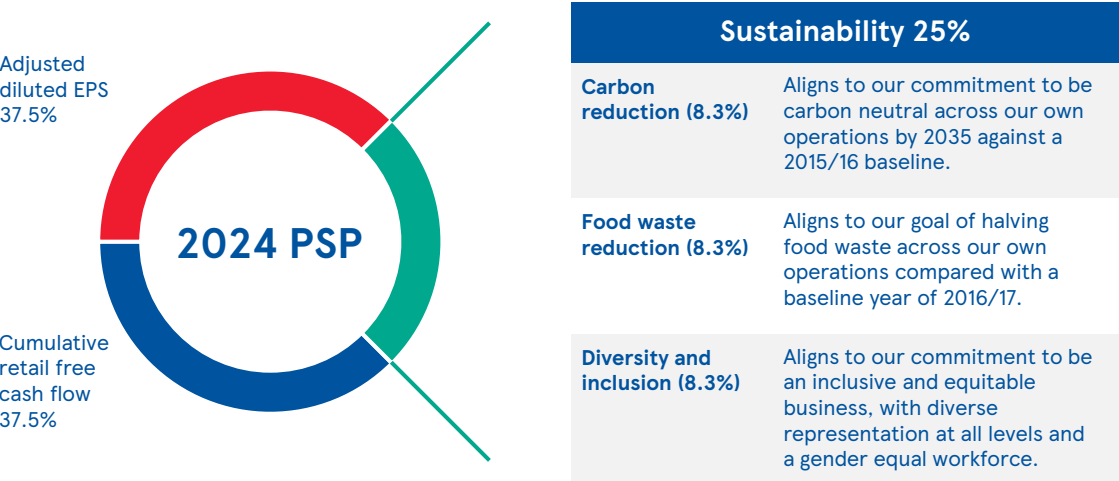 Adjusted
diluted EPS
37.5%
2024 PSP
Cumulative
retail free
cash flow
37.5%
Sustainability 25%
Carbon
reduction (8.3%)
Aligns to our commitment to be
carbon neutral across our own
operations by 2035 against a
2015/16 baseline.
Food waste
reduction (8.3%)
Aligns to our goal of halving
food waste across our own
operations compared with a
baseline year of 2016/17.
Diversity and
inclusion (8.3%)
Aligns to our commitment to be
an inclusive and equitable
business, with diverse
representation at all levels and
a gender equal workforce.